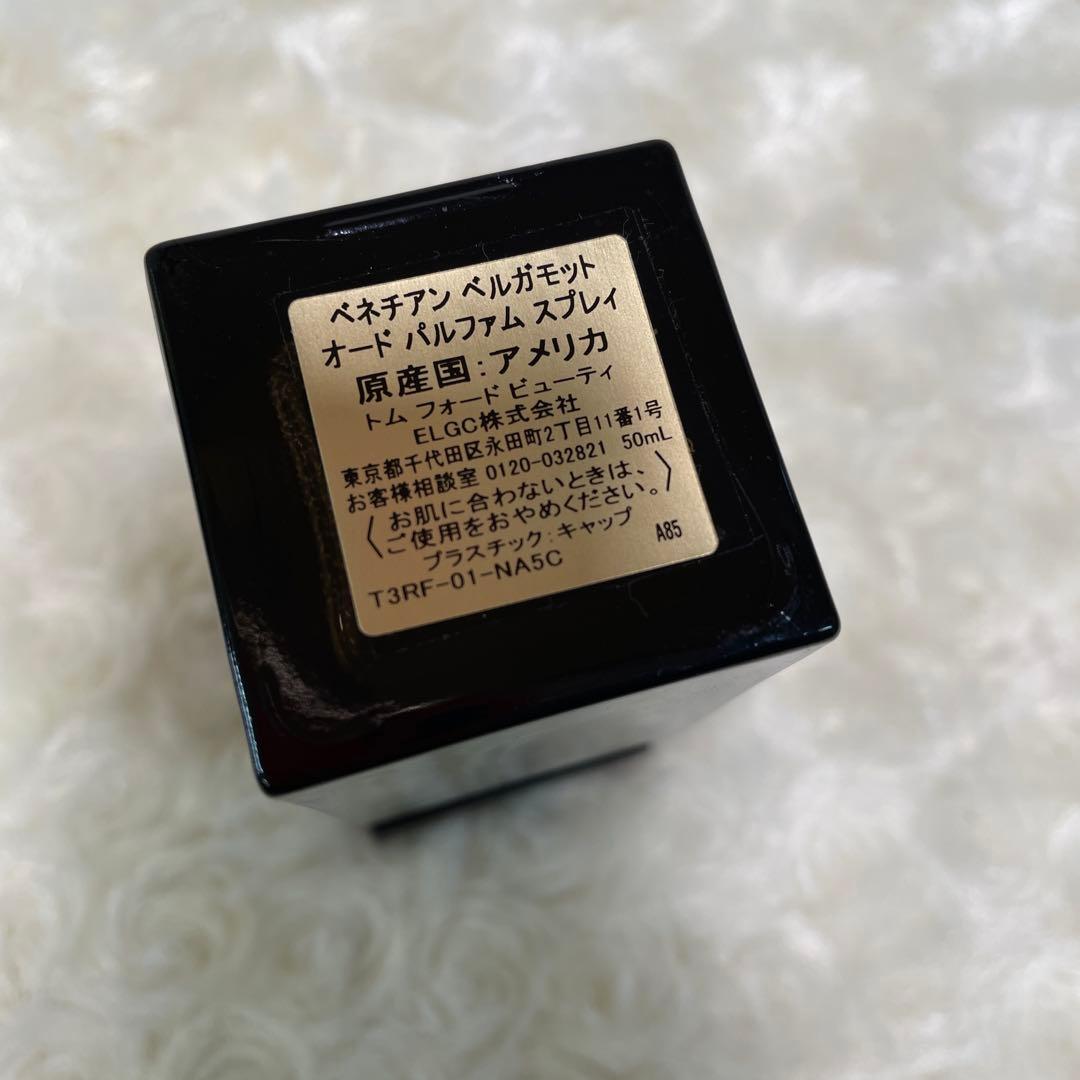 ベネチアン ベルガモット
オード パルファム スプレィ
原産国:アメリカ
トム フォード ビューティ
ELGC株式会社
東京都千代田区永田町2丁目11番1号
お客様相談室 0120-032821 50mL
〈お肌に合わないときは、
ご使用をおやめください。〉
プラスチック:キャップ
T3RF-01-NA5C A85